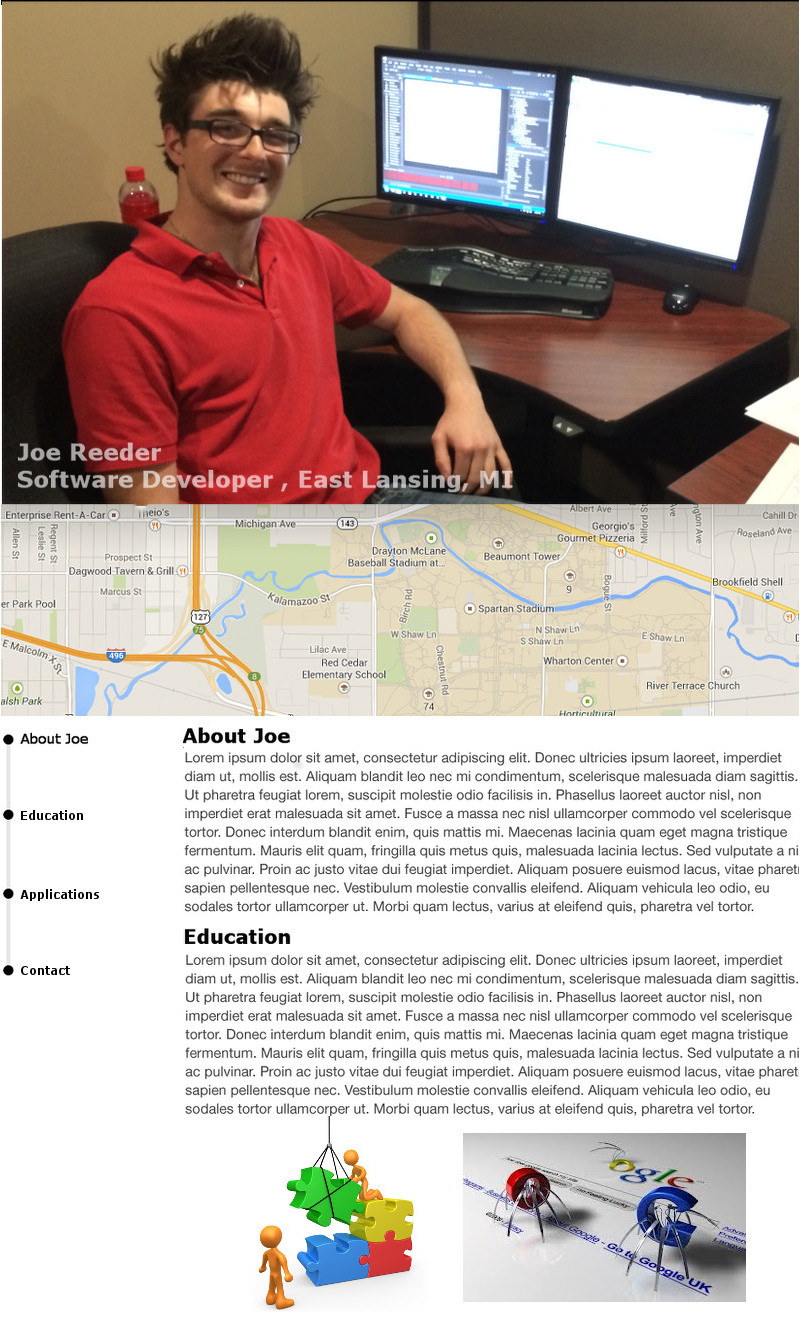 Joe Reeder
Software Developer , East Lansing, MI
Enterprise Rent-A-Car
Theio's
Michigan Ave
143
Albert Ave
Georgio's
Gourmet Pizzeria
Milford St
Cahill Dr
Roseland Ave
Allen St
Regent St
Leslie St
Prospect St
Dagwood Tavern & Grill
Marcus St
Drayton McLane
Baseball Stadium at...
Beaumont Tower
9
Bogue St
Brookfield Shell
er Park Pool
Kalamazoo St
127
75
Birch Rd
Spartan Stadium
W Shaw Ln
N Shaw Ln
S Shaw Ln
E Shaw Ln
E Malcolm X St
496
Lilac Ave
Red Cedar
Elementary School
Chestnut Rd
Wharton Center
8
River Terrace Church
alsh Park
74
Horticultural
About Joe
Education
Applications
Contact
About Joe
Lorem ipsum dolor sit amet, consectetur adipiscing elit. Donec ultricies ipsum laoreet, imperdiet
diam ut, mollis est. Aliquam blandit leo nec mi condimentum, scelerisque malesuada diam sagittis.
Ut pharetra feugiat lorem, suscipit molestie odio facilisis in. Phasellus laoreet auctor nisl, non
imperdiet erat malesuada sit amet. Fusce a massa nec nisl ullamcorper commodo vel scelerisque
tortor. Donec interdum blandit enim, quis mattis mi. Maecenas lacinia quam eget magna tristique
fermentum. Mauris elit quam, fringilla quis metus quis, malesuada lacinia lectus. Sed vulputate a ni
ac pulvinar. Proin ac justo vitae dui feugiat imperdiet. Aliquam posuere euismod lacus, vitae pharet
sapien pellentesque nec. Vestibulum molestie convallis eleifend. Aliquam vehicula leo odio, eu
sodales tortor ullamcorper ut. Morbi quam lectus, varius at eleifend quis, pharetra vel tortor.
Education
Lorem ipsum dolor sit amet, consectetur adipiscing elit. Donec ultricies ipsum laoreet, imperdiet
diam ut, mollis est. Aliquam blandit leo nec mi condimentum, scelerisque malesuada diam sagittis.
Ut pharetra feugiat lorem, suscipit molestie odio facilisis in. Phasellus laoreet auctor nisl, non
imperdiet erat malesuada sit amet. Fusce a massa nec nisl ullamcorper commodo vel scelerisque
tortor. Donec interdum blandit enim, quis mattis mi. Maecenas lacinia quam eget magna tristique
fermentum. Mauris elit quam, fringilla quis metus quis, malesuada lacinia lectus. Sed vulputate a ni
ac pulvinar. Proin ac justo vitae dui feugiat imperdiet. Aliquam posuere euismod lacus, vitae pharet
sapien pellentesque nec. Vestibulum molestie convallis eleifend. Aliquam vehicula leo odio, eu
sodales tortor ullamcorper ut. Morbi quam lectus, varius at eleifend quis, pharetra vel tortor.
ogle
Feeling Lucky
Google - Go to Google UK